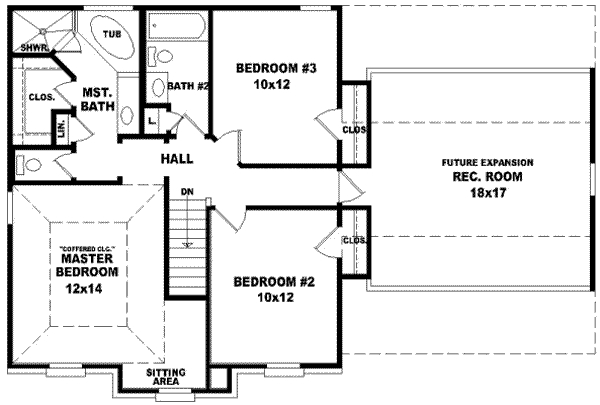 SHWR.
TUB
CLOS.
MST.
BATH
LIN.
BATH #2
L
BEDROOM #3
10x12
CLOS
HALL
DN
FUTURE EXPANSION
REC. ROOM
18x17
"COFFERED CLG."
MASTER
BEDROOM
12x14
BEDROOM #2
10x12
CLOS.
SITTING
AREA